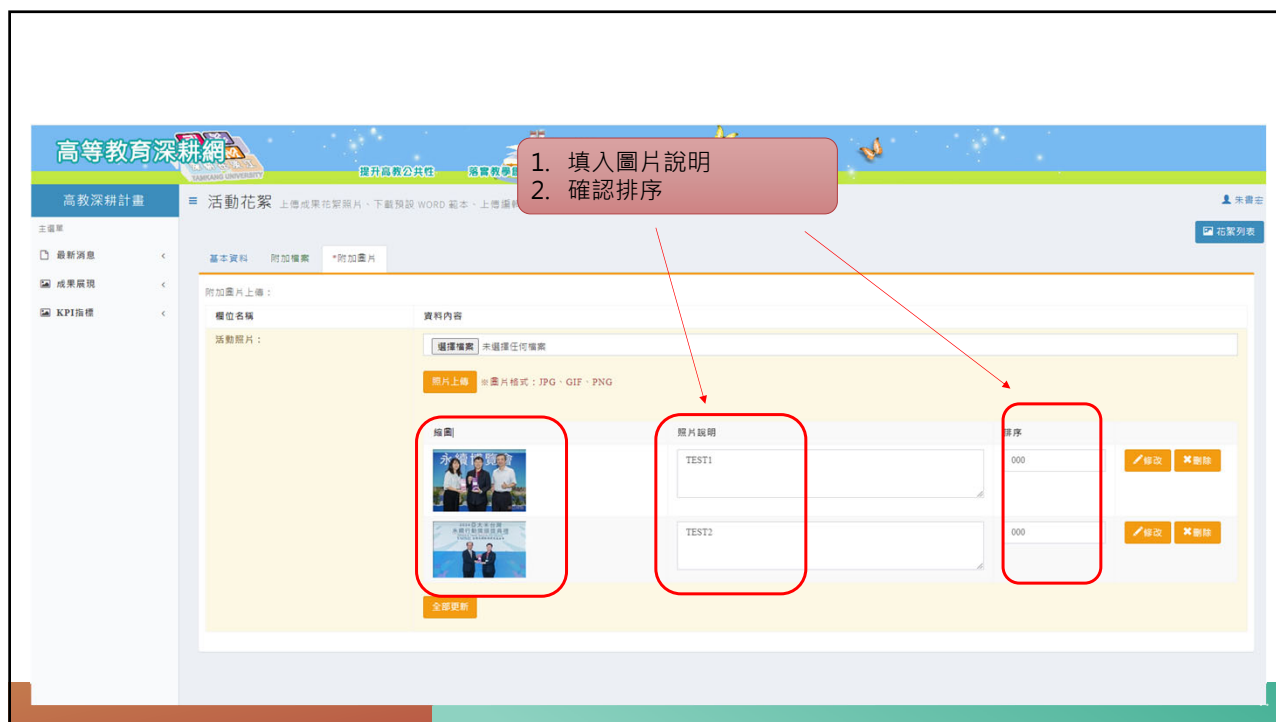 高等教育深耕網
TAMKANG UNIVERSITY
提升高教公共性
落實教學
1. 填入圖片說明
2. 確認排序
高教深耕計畫
≡ 活動花絮 上傳成果花絮照片、下載預設 WORD 範本、上傳編
朱書宏
主選單
花絮列表
最新消息 <
成果展現 <
KPI指標 <
基本資料 附加檔案 *附加圖片
附加圖片上傳：
欄位名稱 資料內容
活動照片：
選擇檔案 未選擇任何檔案
照片上傳 ※圖片格式：JPG、GIF、PNG
縮圖 照片說明 排序
永續博覽會
TEST1 000 修改 刪除
TEST2 000 修改 刪除
全部更新